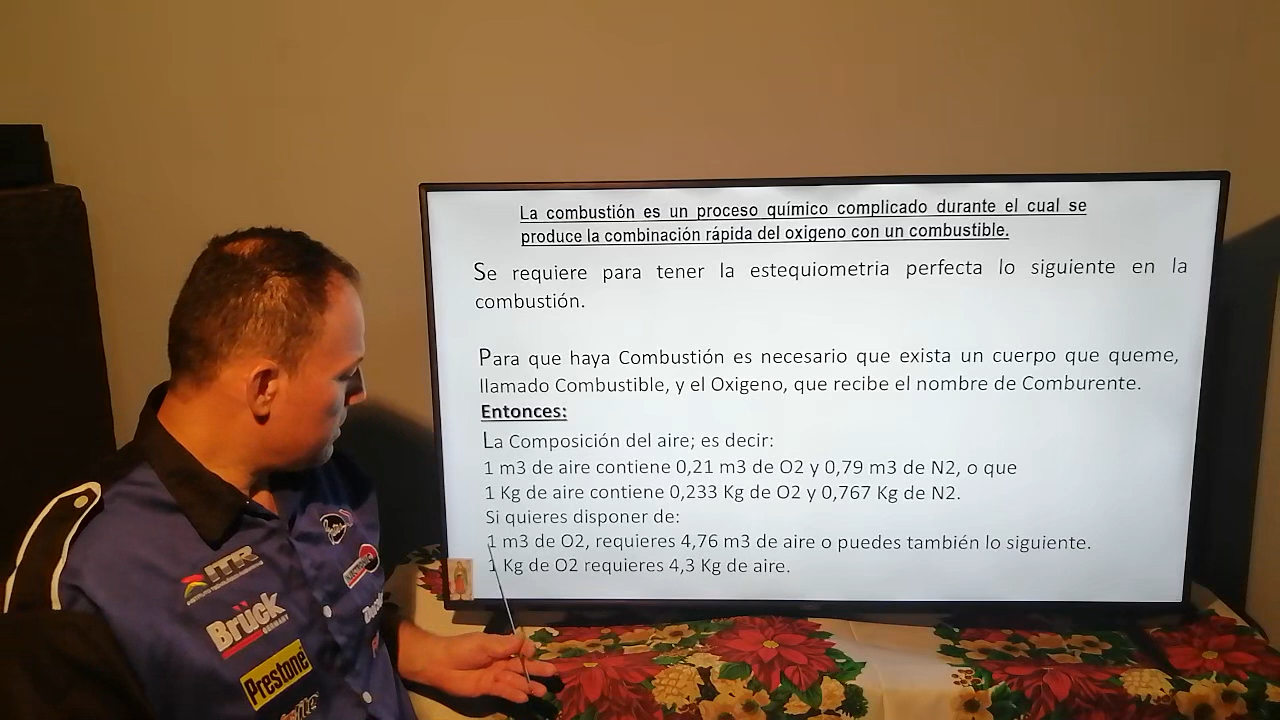 La combustión es un proceso químico complicado durante el cual se
produce la combinación rápida del oxigeno con un combustible.
Se requiere para tener la estequiometria perfecta lo siguiente en la
combustión.
Para que haya Combustión es necesario que exista un cuerpo que queme,
llamado Combustible, y el Oxigeno, que recibe el nombre de Comburente.
Entonces:
La Composición del aire; es decir:
1 m3 de aire contiene 0,21 m3 de O2 y 0,79 m3 de N2, o que
1 Kg de aire contiene 0,233 Kg de O2 y 0,767 Kg de N2.
Si quieres disponer de:
1 m3 de O2, requieres 4,76 m3 de aire o puedes también lo siguiente.
1 Kg de O2 requieres 4,3 Kg de aire.
ITR
Brück
GERMANY
Prestone